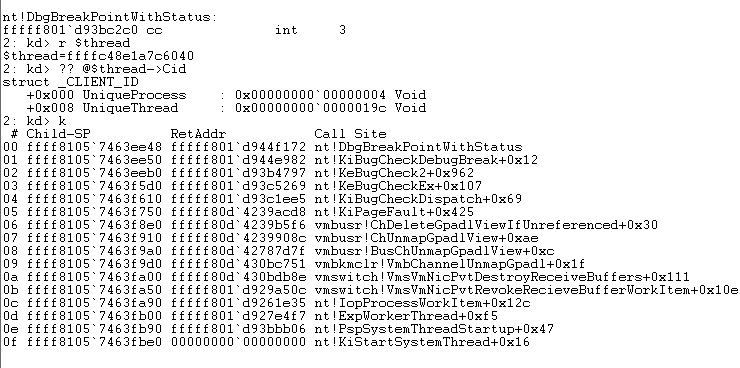 nt!DbgBreakPointWithStatus:
fffff801`d93bc2c0 cc              int     3
2: kd> r $thread
$thread=ffffc48e1a7c6040
2: kd> ?? @$thread->Cid
struct _CLIENT_ID
   +0x000 UniqueProcess    : 0x00000000`00000004 Void
   +0x008 UniqueThread     : 0x00000000`0000019c Void
2: kd> k
 # Child-SP          RetAddr           Call Site
00 ffff8105`7463ee48 fffff801`d944f172 nt!DbgBreakPointWithStatus
01 ffff8105`7463ee50 fffff801`d944e982 nt!KiBugCheckDebugBreak+0x12
02 ffff8105`7463eeb0 fffff801`d93b4797 nt!KeBugCheck2+0x962
03 ffff8105`7463f5d0 fffff801`d93c5269 nt!KeBugCheckEx+0x107
04 ffff8105`7463f610 fffff801`d93c1ee5 nt!KiBugCheckDispatch+0x69
05 ffff8105`7463f750 fffff80d`4239acd8 nt!KiPageFault+0x425
06 ffff8105`7463f8e0 fffff80d`4239b5f6 vmbusr!ChDeleteGpadlViewIfUnreferenced+0x30
07 ffff8105`7463f910 fffff80d`4239908c vmbusr!ChUnmapGpadlView+0xae
08 ffff8105`7463f9a0 fffff80d`42787d7f vmbusr!BusChUnmapGpadlView+0xc
09 ffff8105`7463f9d0 fffff80d`430bc751 vmbkmclr!VmbChannelUnmapGpadl+0x1f
0a ffff8105`7463fa00 fffff80d`430bdb8e vmswitch!VmsVmNicPvtDestroyReceiveBuffers+0x111
0b ffff8105`7463fa50 fffff801`d929a50c vmswitch!VmsVmNicPvtRevokeRecieveBufferWorkItem+0x10e
0c ffff8105`7463fa90 fffff801`d9261e35 nt!IopProcessWorkItem+0x12c
0d ffff8105`7463fb00 fffff801`d927e4f7 nt!ExpWorkerThread+0xf5
0e ffff8105`7463fb90 fffff801`d93bbb06 nt!PspSystemThreadStartup+0x47
0f ffff8105`7463fbe0 00000000`00000000 nt!KiStartSystemThread+0x16